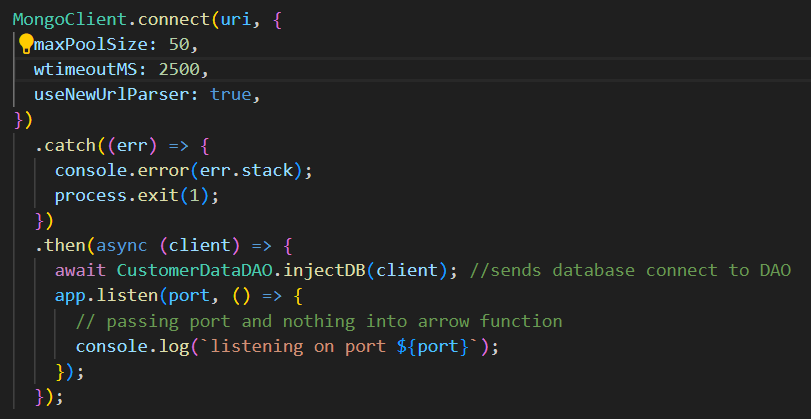 MongoClient.connect(uri, {
  maxPoolSize: 50,
  wtimeoutMS: 2500,
  useNewUrlParser: true,
})
  .catch((err) => {
    console.error(err.stack);
    process.exit(1);
  })
  .then(async (client) => {
    await CustomerDataDAO.injectDB(client); //sends database connect to DAO
    app.listen(port, () => {
      // passing port and nothing into arrow function
      console.log(`listening on port ${port}`);
    });
  });